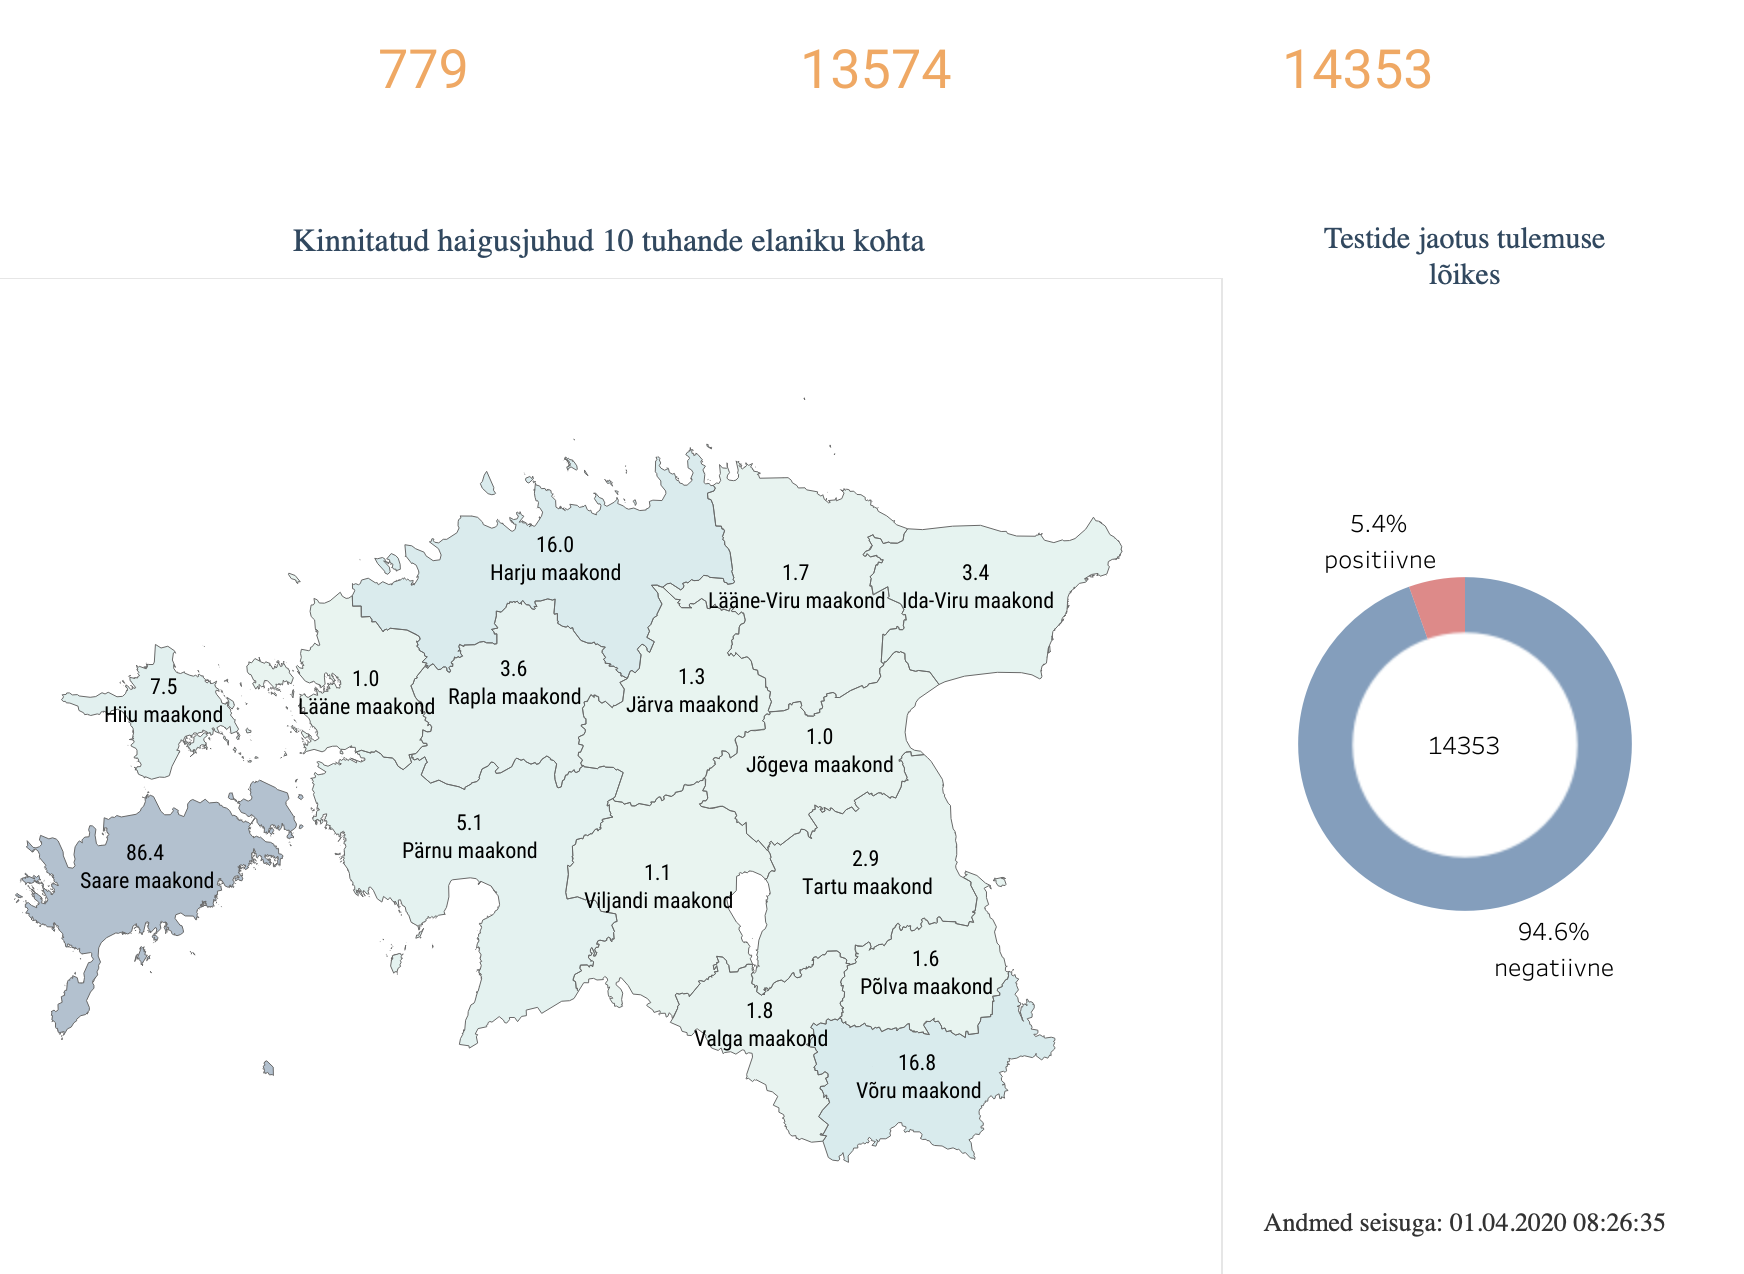 779
13574
14353
Kinnitatud haigusjuhud 10 tuhande elaniku kohta
Testide jaotus tulemuse
lõikes
16.0
Harju maakond
1.7
Lääne-Viru maakond
3.4
Ida-Viru maakond
7.5
Hiiu maakond
1.0
Lääne maakond
3.6
Rapla maakond
1.3
Järva maakond
1.0
Jõgeva maakond
86.4
Saare maakond
5.1
Pärnu maakond
1.1
Viljandi maakond
2.9
Tartu maakond
1.6
Põlva maakond
1.8
Valga maakond
16.8
Võru maakond
5.4%
positiivne
14353
94.6%
negatiivne
Andmed seisuga: 01.04.2020 08:26:35